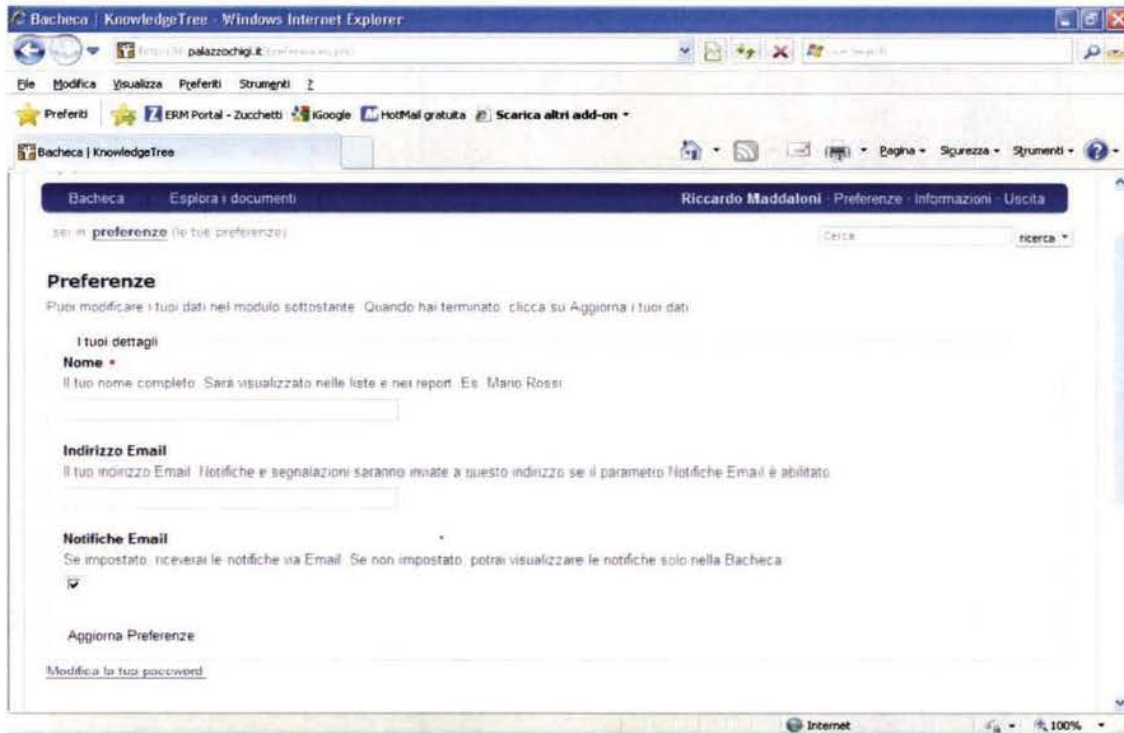 Bacheca | KnowledgeTree - Windows Internet Explorer
palazzochigi.it
File Modifica Visualizza Preferiti Strumenti ?
Preferiti ERM Portal - Zucchetti iGoogle HotMail gratuita Scarica altri add-on
Bacheca | KnowledgeTree Pagina Sicurezza Strumenti
Bacheca Esplora i documenti Riccardo Maddaloni · Preferenze · Informazioni · Uscita
sei in preferenze (le tue preferenze) Cerca ricerca
Preferenze
Puoi modificare i tuoi dati nel modulo sottostante. Quando hai terminato, clicca su Aggiorna i tuoi dati
I tuoi dettagli
Nome *
Il tuo nome completo. Sarà visualizzato nelle liste e nei report. Es. Mario Rossi
Indirizzo Email
Il tuo indirizzo Email. Notifiche e segnalazioni saranno inviate a questo indirizzo se il parametro Notifiche Email è abilitato
Notifiche Email
Se impostato, riceverai le notifiche via Email. Se non impostato, potrai visualizzare le notifiche solo nella Bacheca
Aggiorna Preferenze
Modifica la tua password
Internet 100%